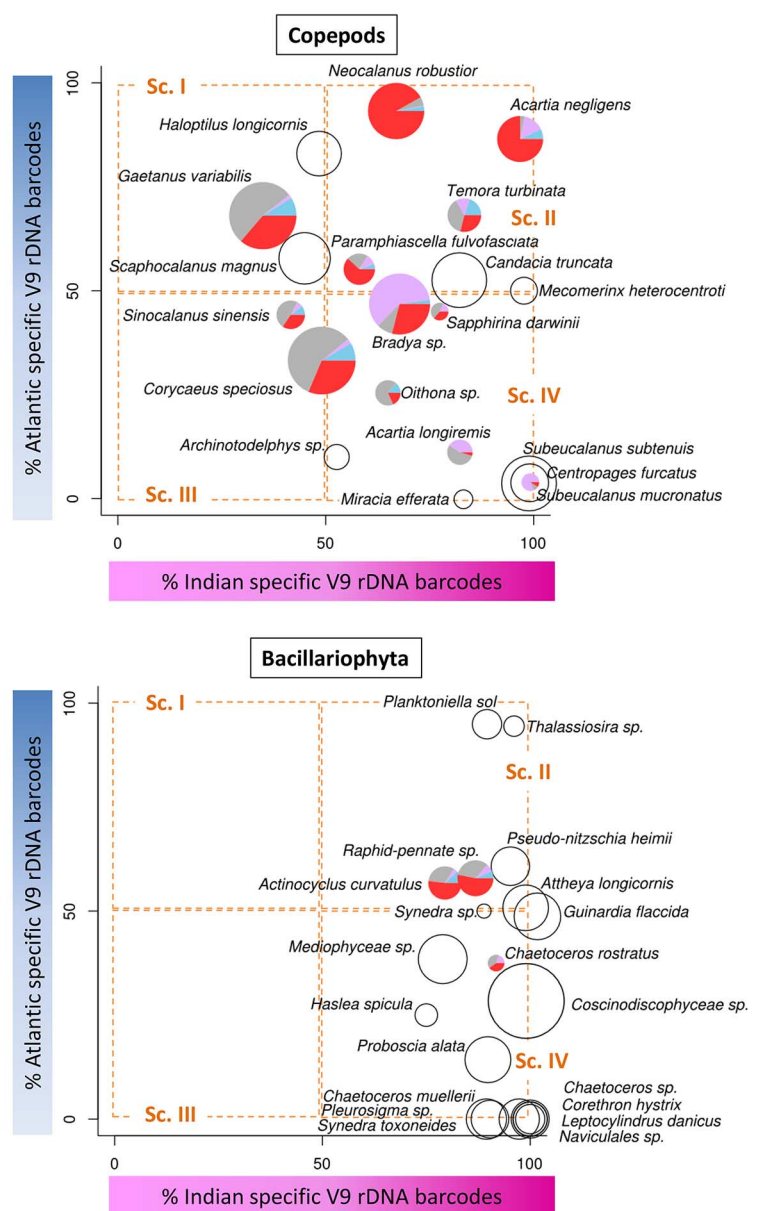 Copepods
% Atlantic specific V9 rDNA barcodes
100
50
0
Sc. I
Neocalanus robustior
Acartia negligens
Haloptilus longicornis
Gaetanus variabilis
Temora turbinata
Sc. II
Paramphiascella fulvofasciata
Scaphocalanus magnus
Candacia truncata
Mecomerinx heterocentroti
Sinocalanus sinensis
Sapphirina darwinii
Bradya sp.
Corycaeus speciosus
Oithona sp.
Sc. IV
Acartia longiremis
Archinotodelphys sp.
Subeucalanus subtenuis
Centropages furcatus
Sc. III
Miracia efferata
Subeucalanus mucronatus
0
50
100
% Indian specific V9 rDNA barcodes
Bacillariophyta
% Atlantic specific V9 rDNA barcodes
100
50
0
Sc. I
Planktoniella sol
Thalassiosira sp.
Sc. II
Pseudo-nitzschia heimii
Raphid-pennate sp.
Actinocyclus curvatulus
Attheya longicornis
Synedra sp.
Guinardia flaccida
Mediophyceae sp.
Chaetoceros rostratus
Haslea spicula
Coscinodiscophyceae sp.
Proboscia alata
Sc. IV
Chaetoceros muellerii
Chaetoceros sp.
Sc. III
Pleurosigma sp.
Corethron hystrix
Synedra toxoneides
Leptocylindrus danicus
Naviculales sp.
0
50
100
% Indian specific V9 rDNA barcodes